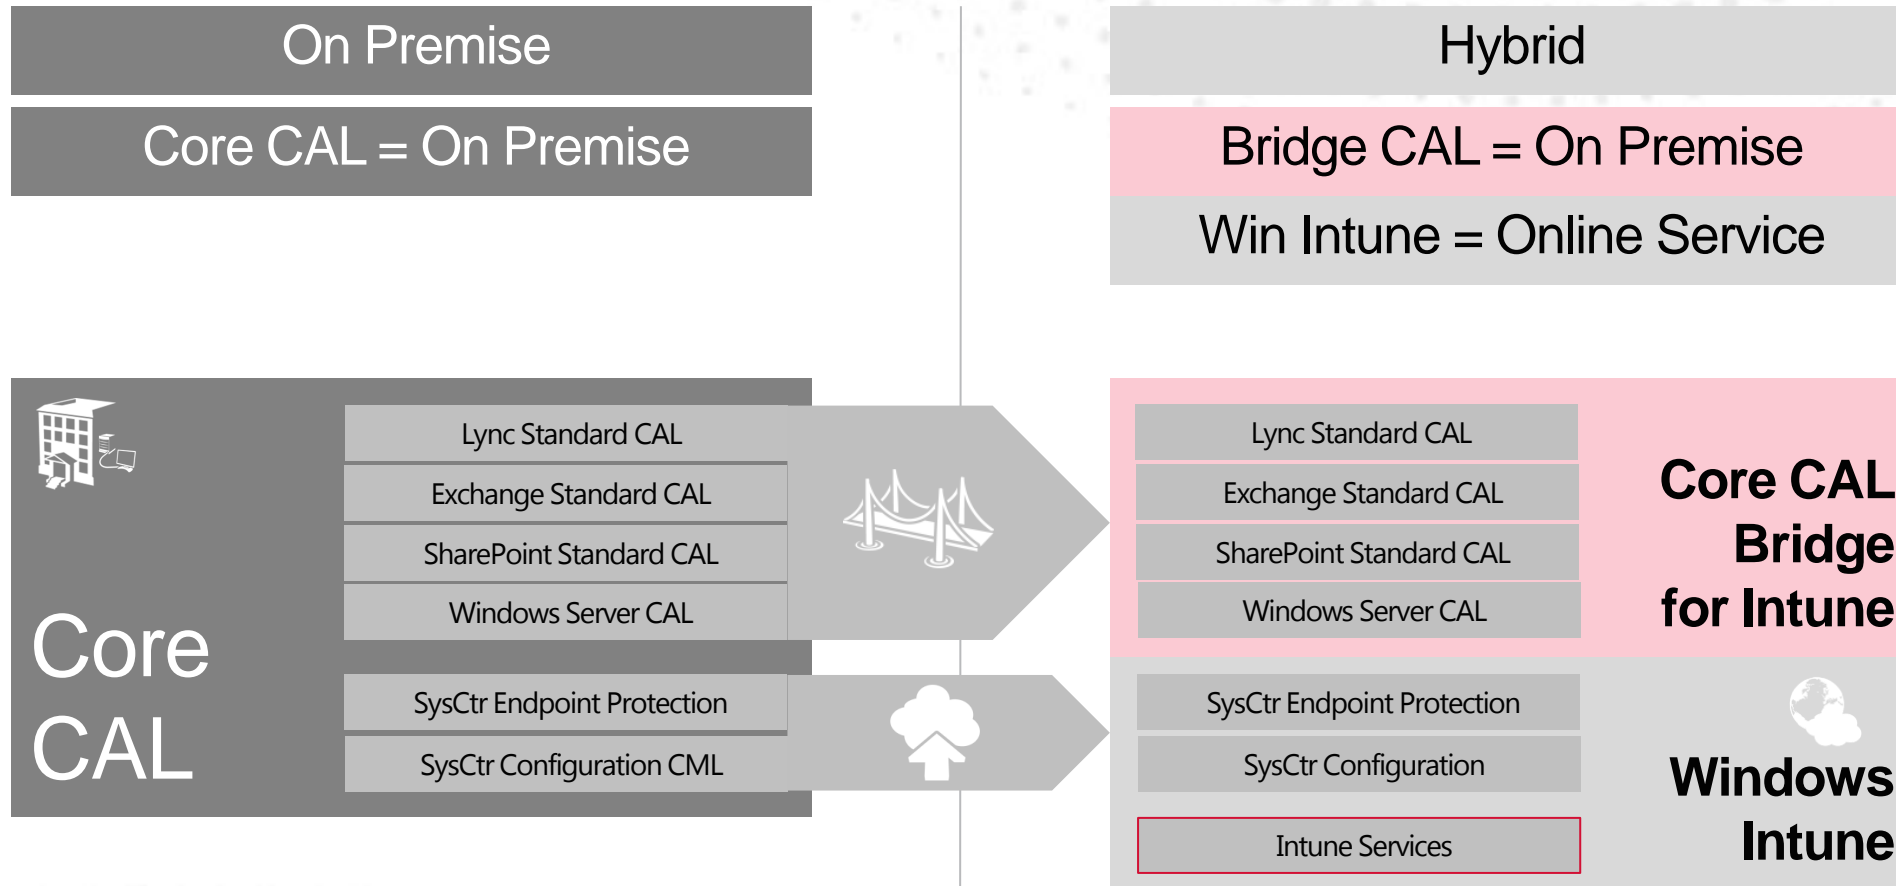 On Premise
Core CAL = On Premise
Hybrid
Bridge CAL = On Premise
Win Intune = Online Service
Core
CAL
Lync Standard CAL
Exchange Standard CAL
SharePoint Standard CAL
Windows Server CAL
SysCtr Endpoint Protection
SysCtr Configuration CML
Lync Standard CAL
Exchange Standard CAL
SharePoint Standard CAL
Windows Server CAL
Core CAL
Bridge
for Intune
SysCtr Endpoint Protection
SysCtr Configuration
Intune Services
Windows
Intune